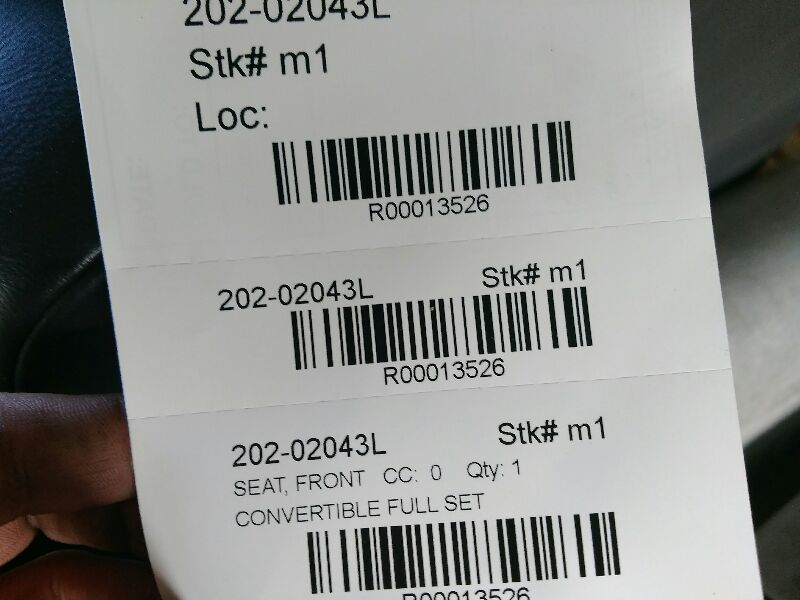 202-02043L
Stk# m1
Loc:
R00013526
202-02043L Stk# m1
R00013526
202-02043L Stk# m1
SEAT, FRONT CC: 0 Qty: 1
CONVERTIBLE FULL SET
R00013526